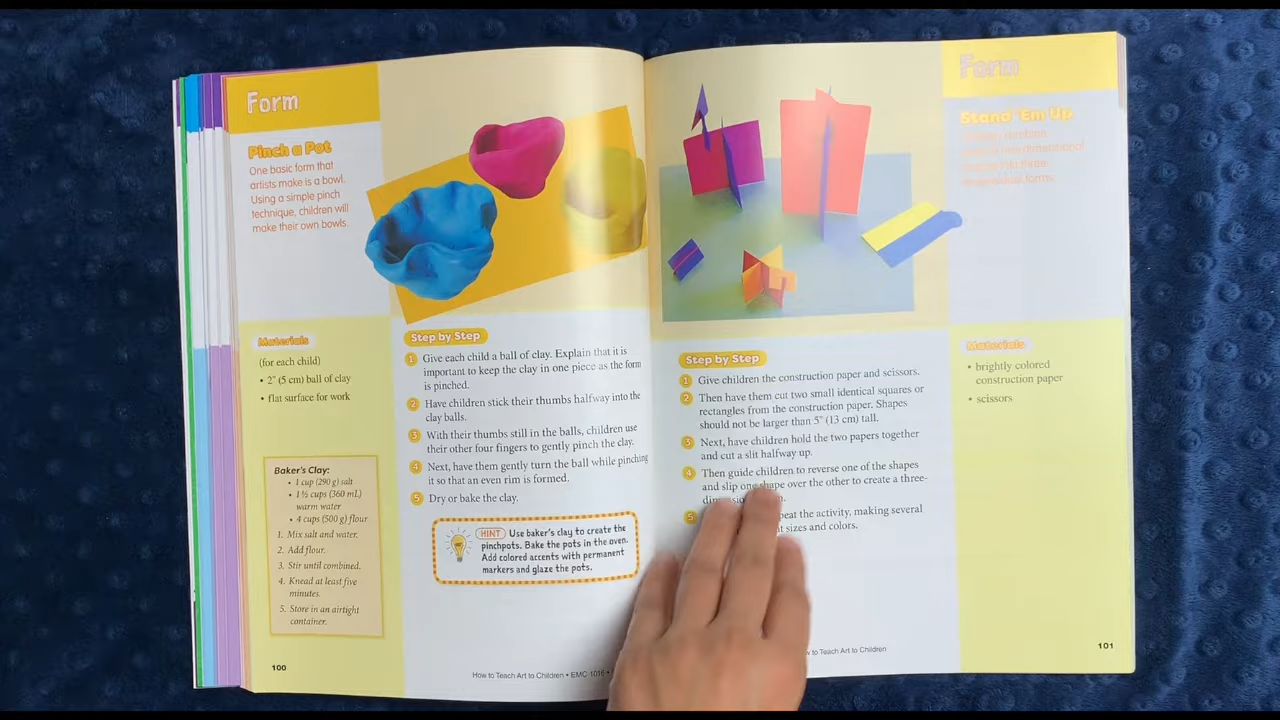 Form
Pinch a Pot
One basic form that
artists make is a bowl.
Using a simple pinch
technique, children will
make their own bowls.
Materials
(for each child)
• 2" (5 cm) ball of clay
• flat surface for work
Baker's Clay:
• 1 cup (290 g) salt
• 1 ½ cups (360 mL)
warm water
• 4 cups (500 g) flour
1. Mix salt and water.
2. Add flour.
3. Stir until combined.
4. Knead at least five
minutes.
5. Store in an airtight
container.
100
Step by Step
1 Give each child a ball of clay. Explain that it is
important to keep the clay in one piece as the form
is pinched.
2 Have children stick their thumbs halfway into the
clay balls.
3 With their thumbs still in the balls, children use
their other four fingers to gently pinch the clay.
4 Next, have them gently turn the ball while pinching
it so that an even rim is formed.
5 Dry or bake the clay.
HINT Use baker's clay to create the
pinchpots. Bake the pots in the oven.
Add colored accents with permanent
markers and glaze the pots.
How to Teach Art to Children • EMC 1016 •
Form
Stand 'Em Up
two-dimensional
into three-
forms.
Step by Step
1 Give children the construction paper and scissors.
2 Then have them cut two small identical squares or
rectangles from the construction paper. Shapes
should not be larger than 5" (13 cm) tall.
3 Next, have children hold the two papers together
and cut a slit halfway up.
4 Then guide children to reverse one of the shapes
and slip one shape over the other to create a three-
5 the activity, making several
sizes and colors.
Materials
• brightly colored
construction paper
• scissors
to Teach Art to Children
101